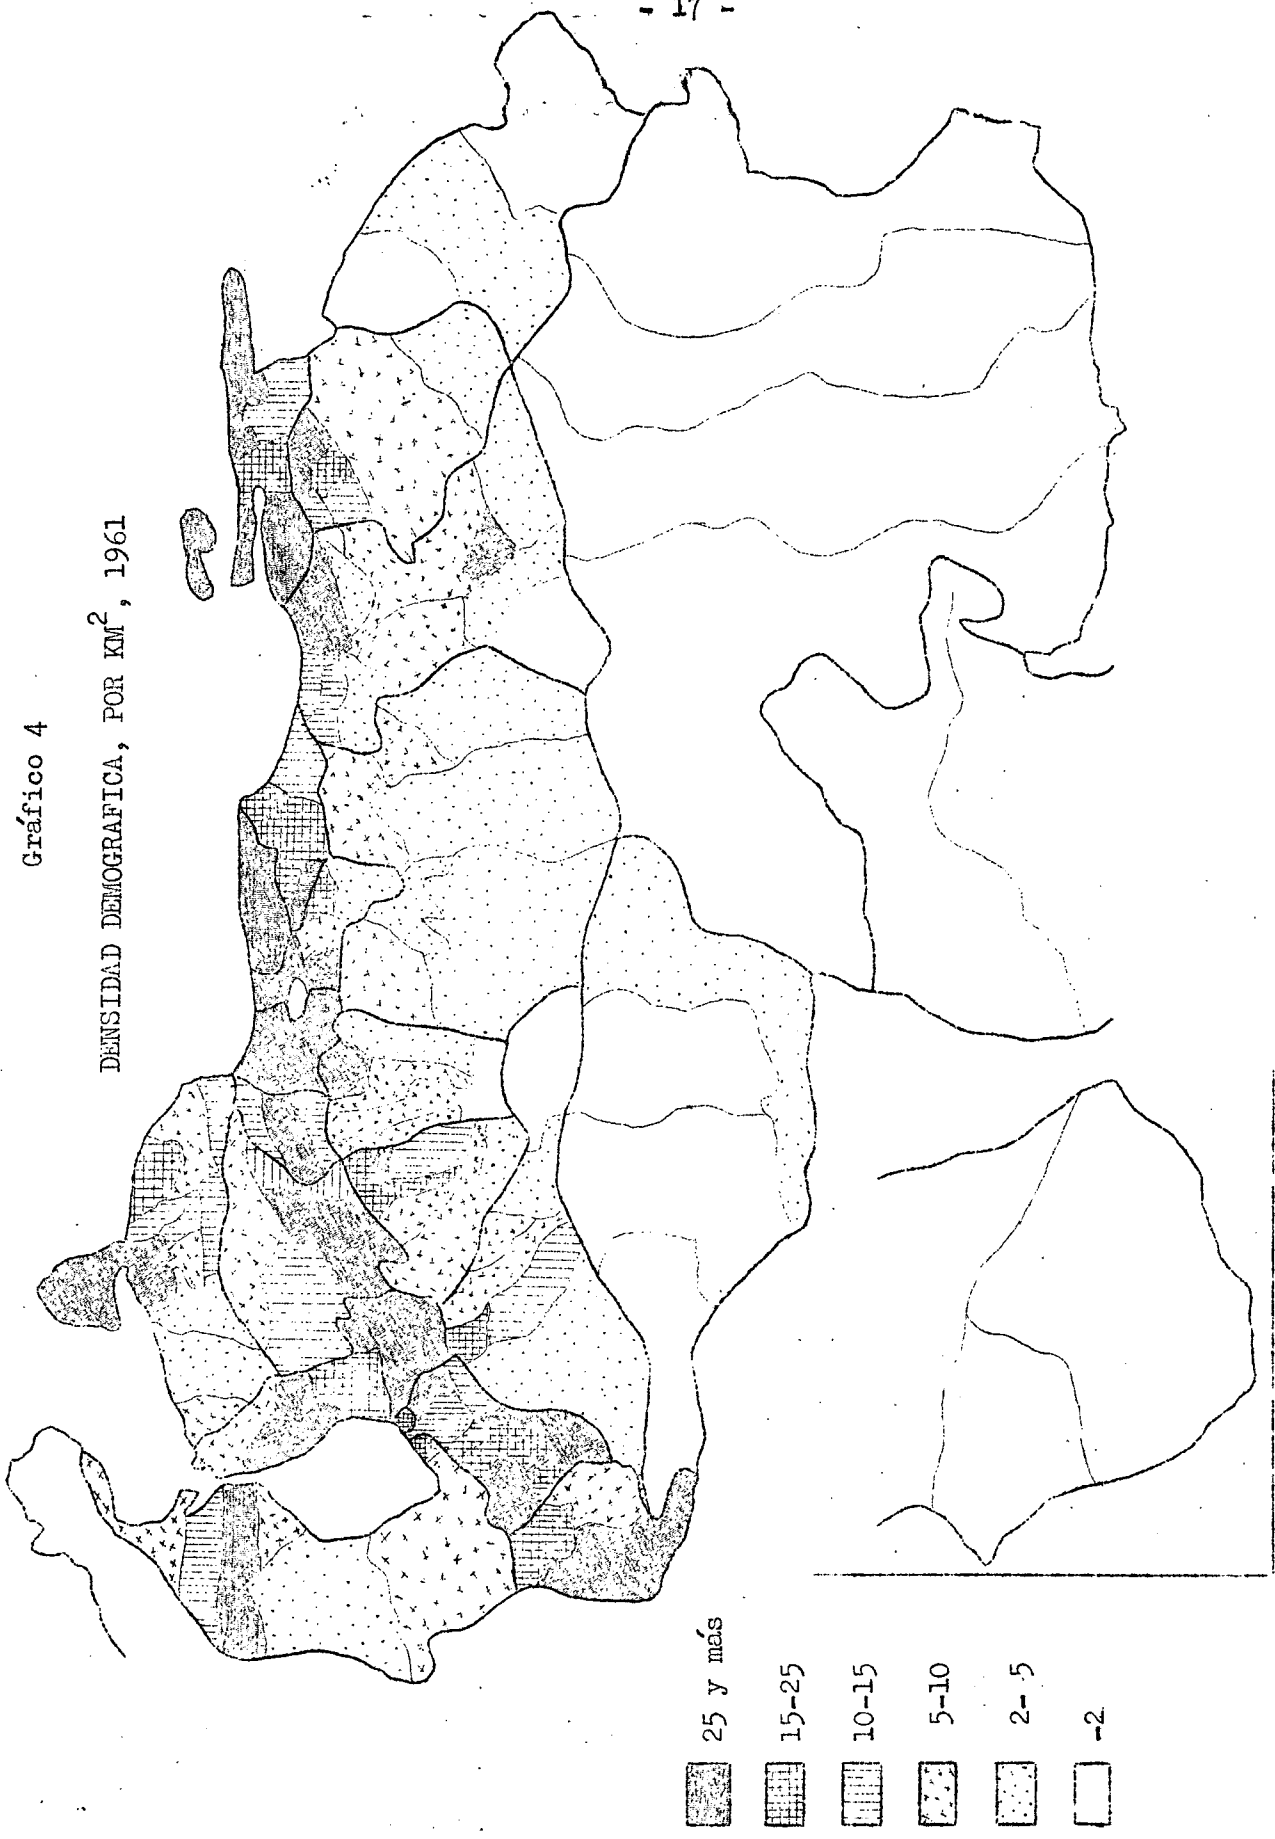 - 17 -
Gráfico 4
DENSIDAD DEMOGRAFICA, POR KM², 1961
25 y más
15-25
10-15
5-10
2- 5
-2